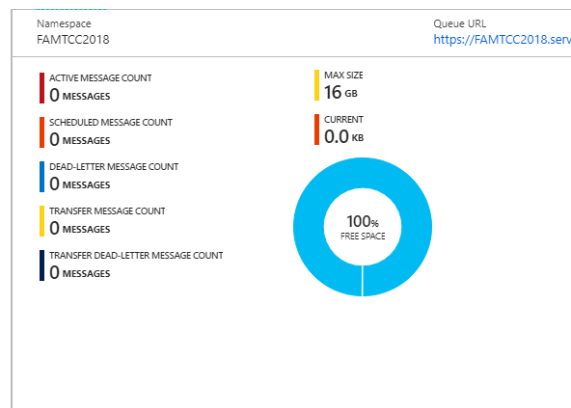 Namespace
FAMTCC2018
Queue URL
https://FAMTCC2018.serv
ACTIVE MESSAGE COUNT
0 MESSAGES
SCHEDULED MESSAGE COUNT
0 MESSAGES
DEAD-LETTER MESSAGE COUNT
0 MESSAGES
TRANSFER MESSAGE COUNT
0 MESSAGES
TRANSFER DEAD-LETTER MESSAGE COUNT
0 MESSAGES
MAX SIZE
16 GB
CURRENT
0.0 KB
100%
FREE SPACE